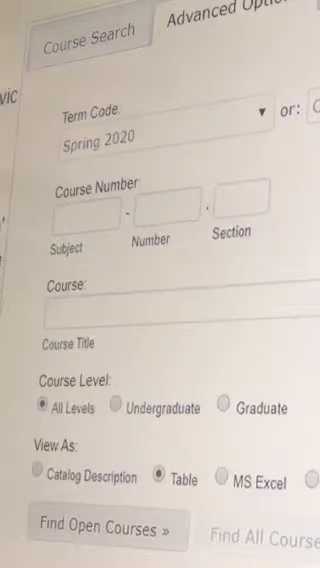 Course Search
Advanced
vic
Term Code:
Spring 2020
or:
Course Number
- .
Subject
Number
Section
Course:
Course Title
Course Level:
All Levels
Undergraduate
Graduate
View As:
Catalog Description
Table
MS Excel
Find Open Courses »
Find All Course